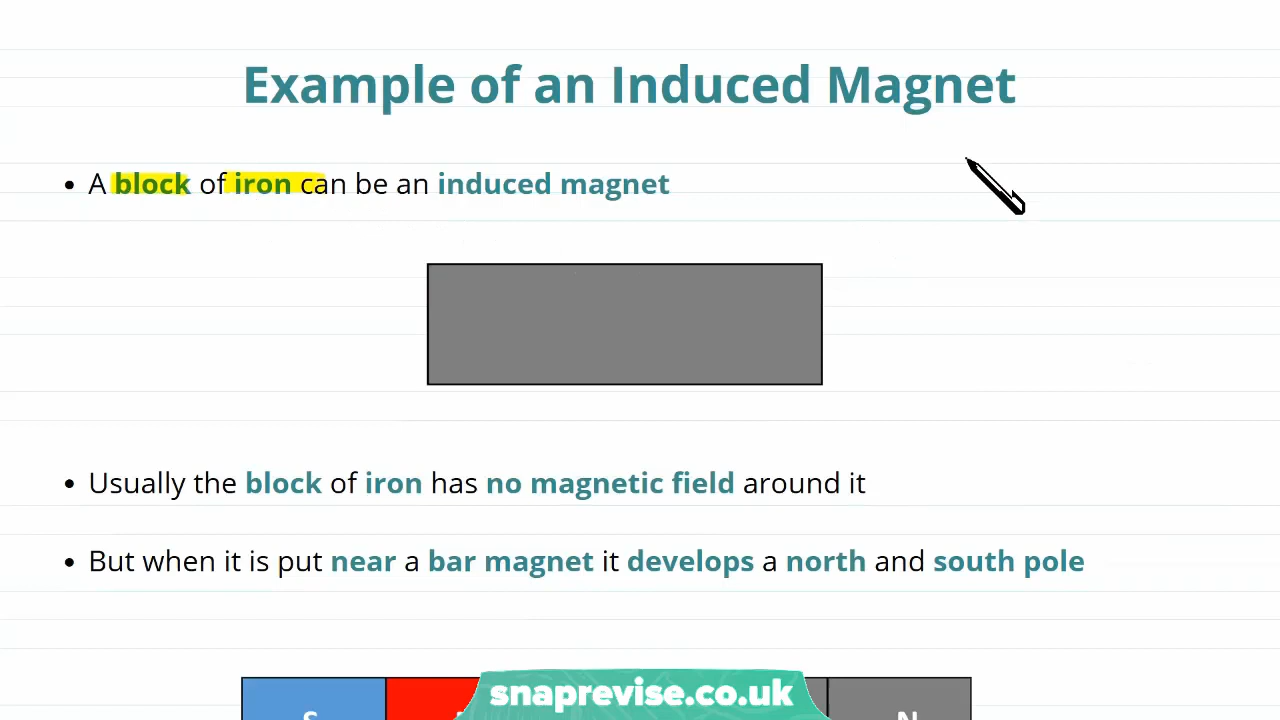 Example of an Induced Magnet
• A block of iron can be an induced magnet
• Usually the block of iron has no magnetic field around it
• But when it is put near a bar magnet it develops a north and south pole
snaprevise.co.uk